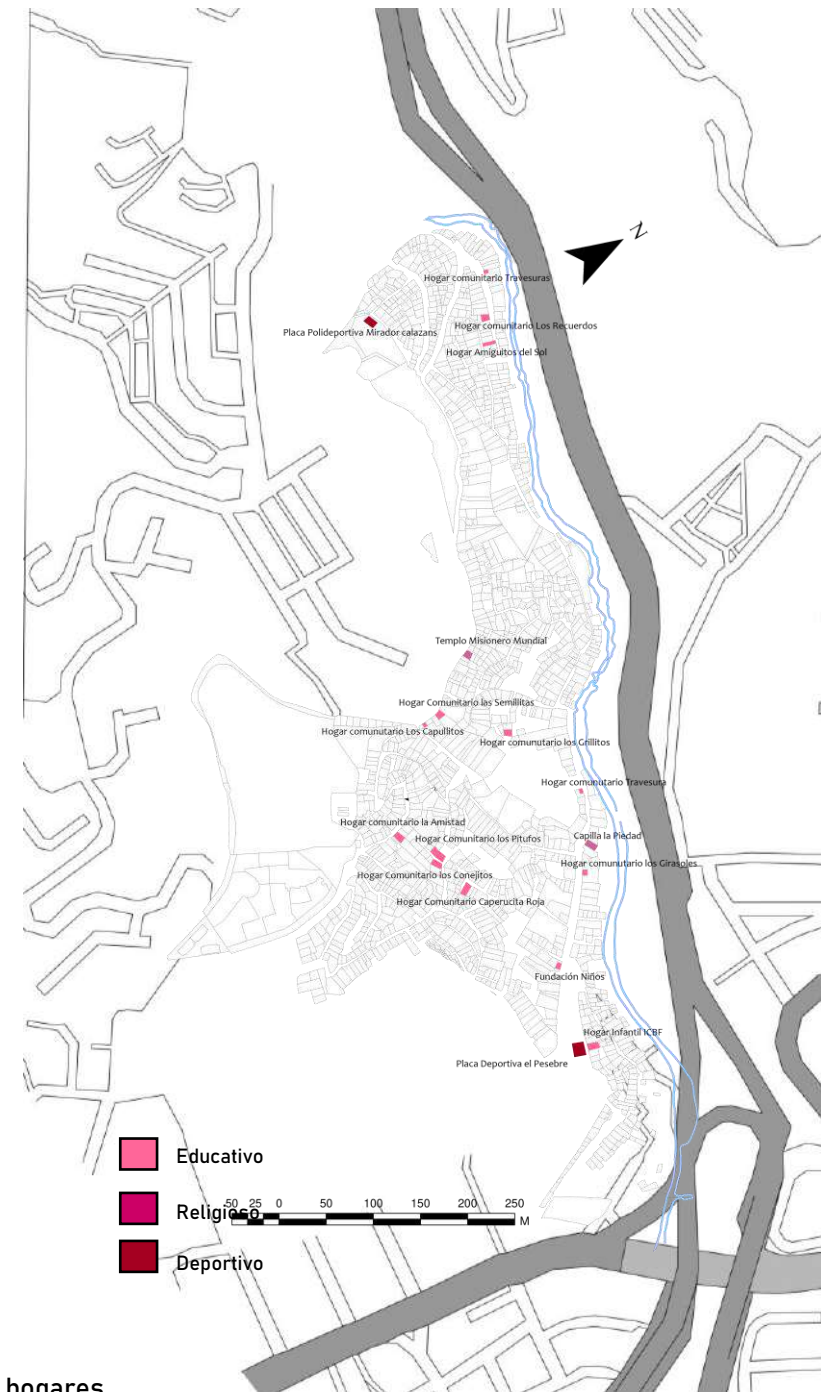 N
Hogar comunitario Travesuras
Placa Polideportiva Mirador calazans
Hogar comunitario Los Recuerdos
Hogar Amiguitos del Sol
Templo Misionero Mundial
Hogar Comunitario las Semillitas
Hogar comunutario Los Capullitos
Hogar comunutario los Grillitos
Hogar comunutario Travesura
Hogar comunitario la Amistad
Hogar Comunitario los Pitufos
Capilla la Piedad
Hogar comunutario los Girasoles
Hogar Comunitario los Conejitos
Hogar Comunitario Caperucita Roja
Fundación Niños
Hogar Infantil ICBF
Placa Deportiva el Pesebre
Educativo
Religioso
Deportivo
50 25 0 50 100 150 200 250
M
hogares